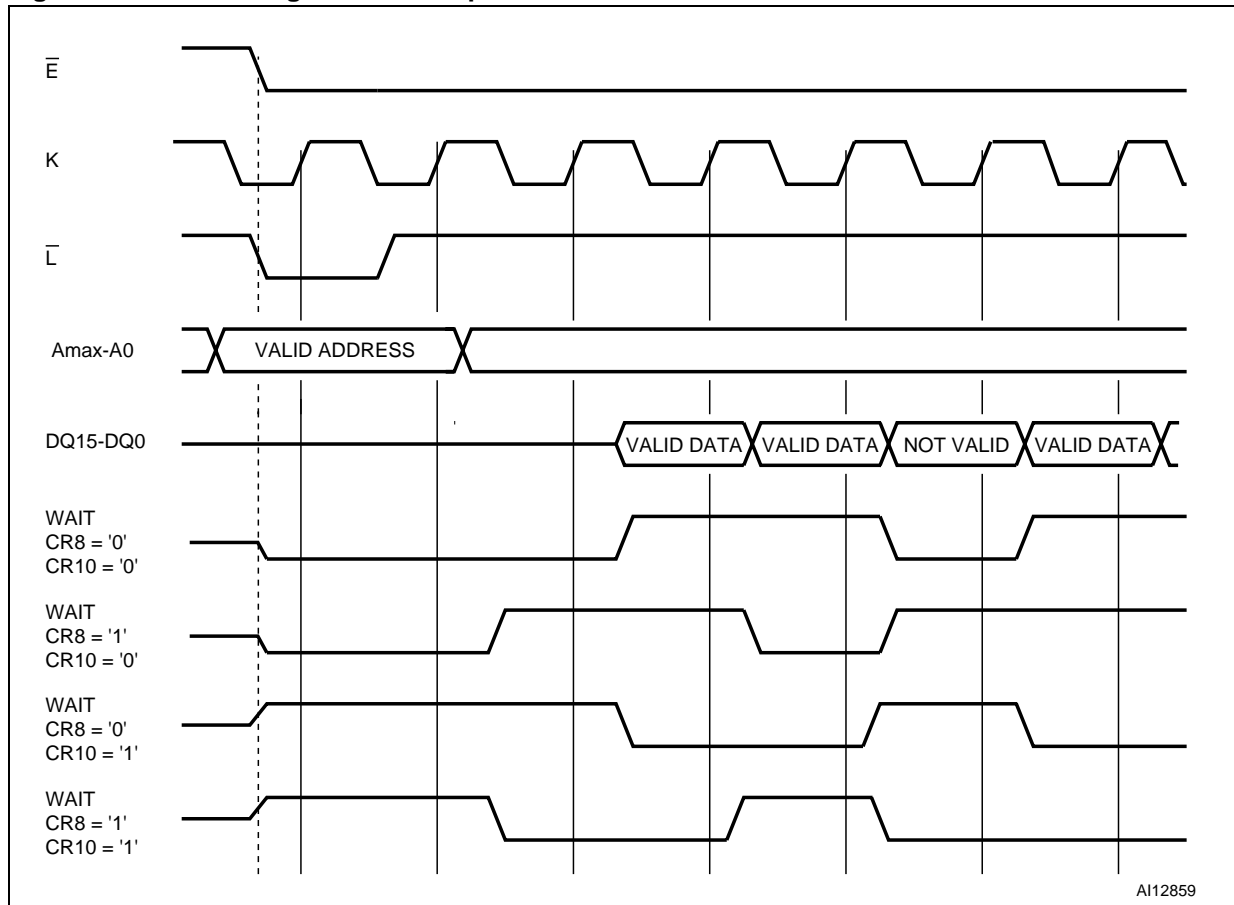 E
K
L
Amax-A0
VALID ADDRESS
DQ15-DQ0
VALID DATA
VALID DATA
NOT VALID
VALID DATA
WAIT
CR8 = '0'
CR10 = '0'
WAIT
CR8 = '1'
CR10 = '0'
WAIT
CR8 = '0'
CR10 = '1'
WAIT
CR8 = '1'
CR10 = '1'
AI12859